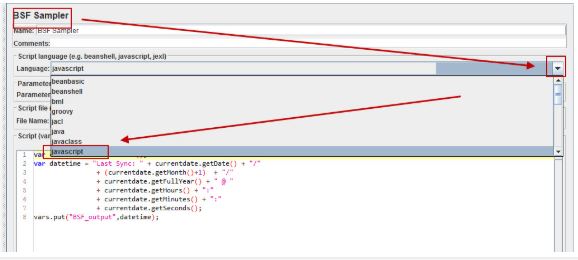 BSF Sampler
Name: BSF Sampler
Comments:
Script language (e.g. beanshell, javascript, jexl)
Language: javascript
beanbasic
Parameter
beanshell
Parameter
bml
Script file
groovy
jacl
File Name:
java
javaclass
Script (var
javascript
1 var
2 var datetime = "Last Sync: " + currentdate.getDate() + "/"
3 + (currentdate.getMonth()+1) + "/"
4 + currentdate.getFullYear() + " @ "
5 + currentdate.getHours() + ":"
6 + currentdate.getMinutes() + ":"
7 + currentdate.getSeconds();
8 vars.put("BSF_output",datetime);